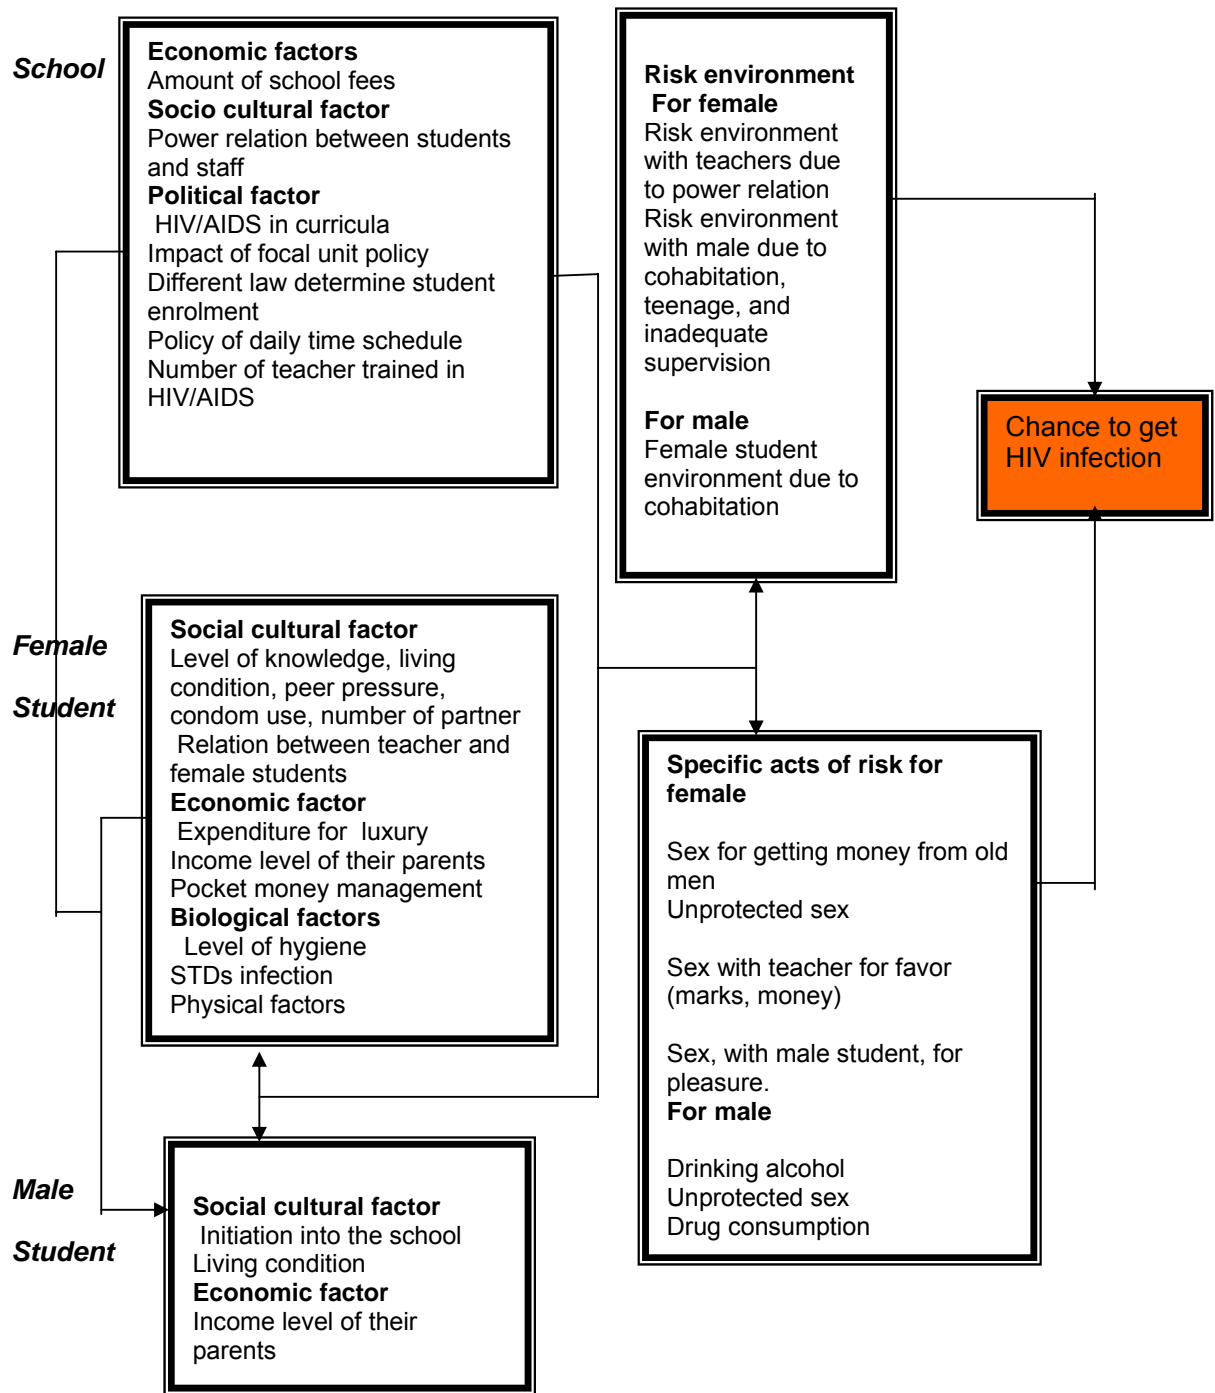 School
Economic factors
Amount of school fees
Socio cultural factor
Power relation between students
and staff
Political factor
HIV/AIDS in curricula
Impact of focal unit policy
Different law determine student
enrolment
Policy of daily time schedule
Number of teacher trained in
HIV/AIDS
Risk environment
For female
Risk environment
with teachers due
to power relation
Risk environment
with male due to
cohabitation,
teenage, and
inadequate
supervision
For male
Female student
environment due to
cohabitation
Chance to get
HIV infection
Female
Student
Social cultural factor
Level of knowledge, living
condition, peer pressure,
condom use, number of partner
Relation between teacher and
female students
Economic factor
Expenditure for luxury
Income level of their parents
Pocket money management
Biological factors
Level of hygiene
STDs infection
Physical factors
Specific acts of risk for
female
Sex for getting money from old
men
Unprotected sex
Sex with teacher for favor
(marks, money)
Sex, with male student, for
pleasure.
For male
Drinking alcohol
Unprotected sex
Drug consumption
Male
Student
Social cultural factor
Initiation into the school
Living condition
Economic factor
Income level of their
parents